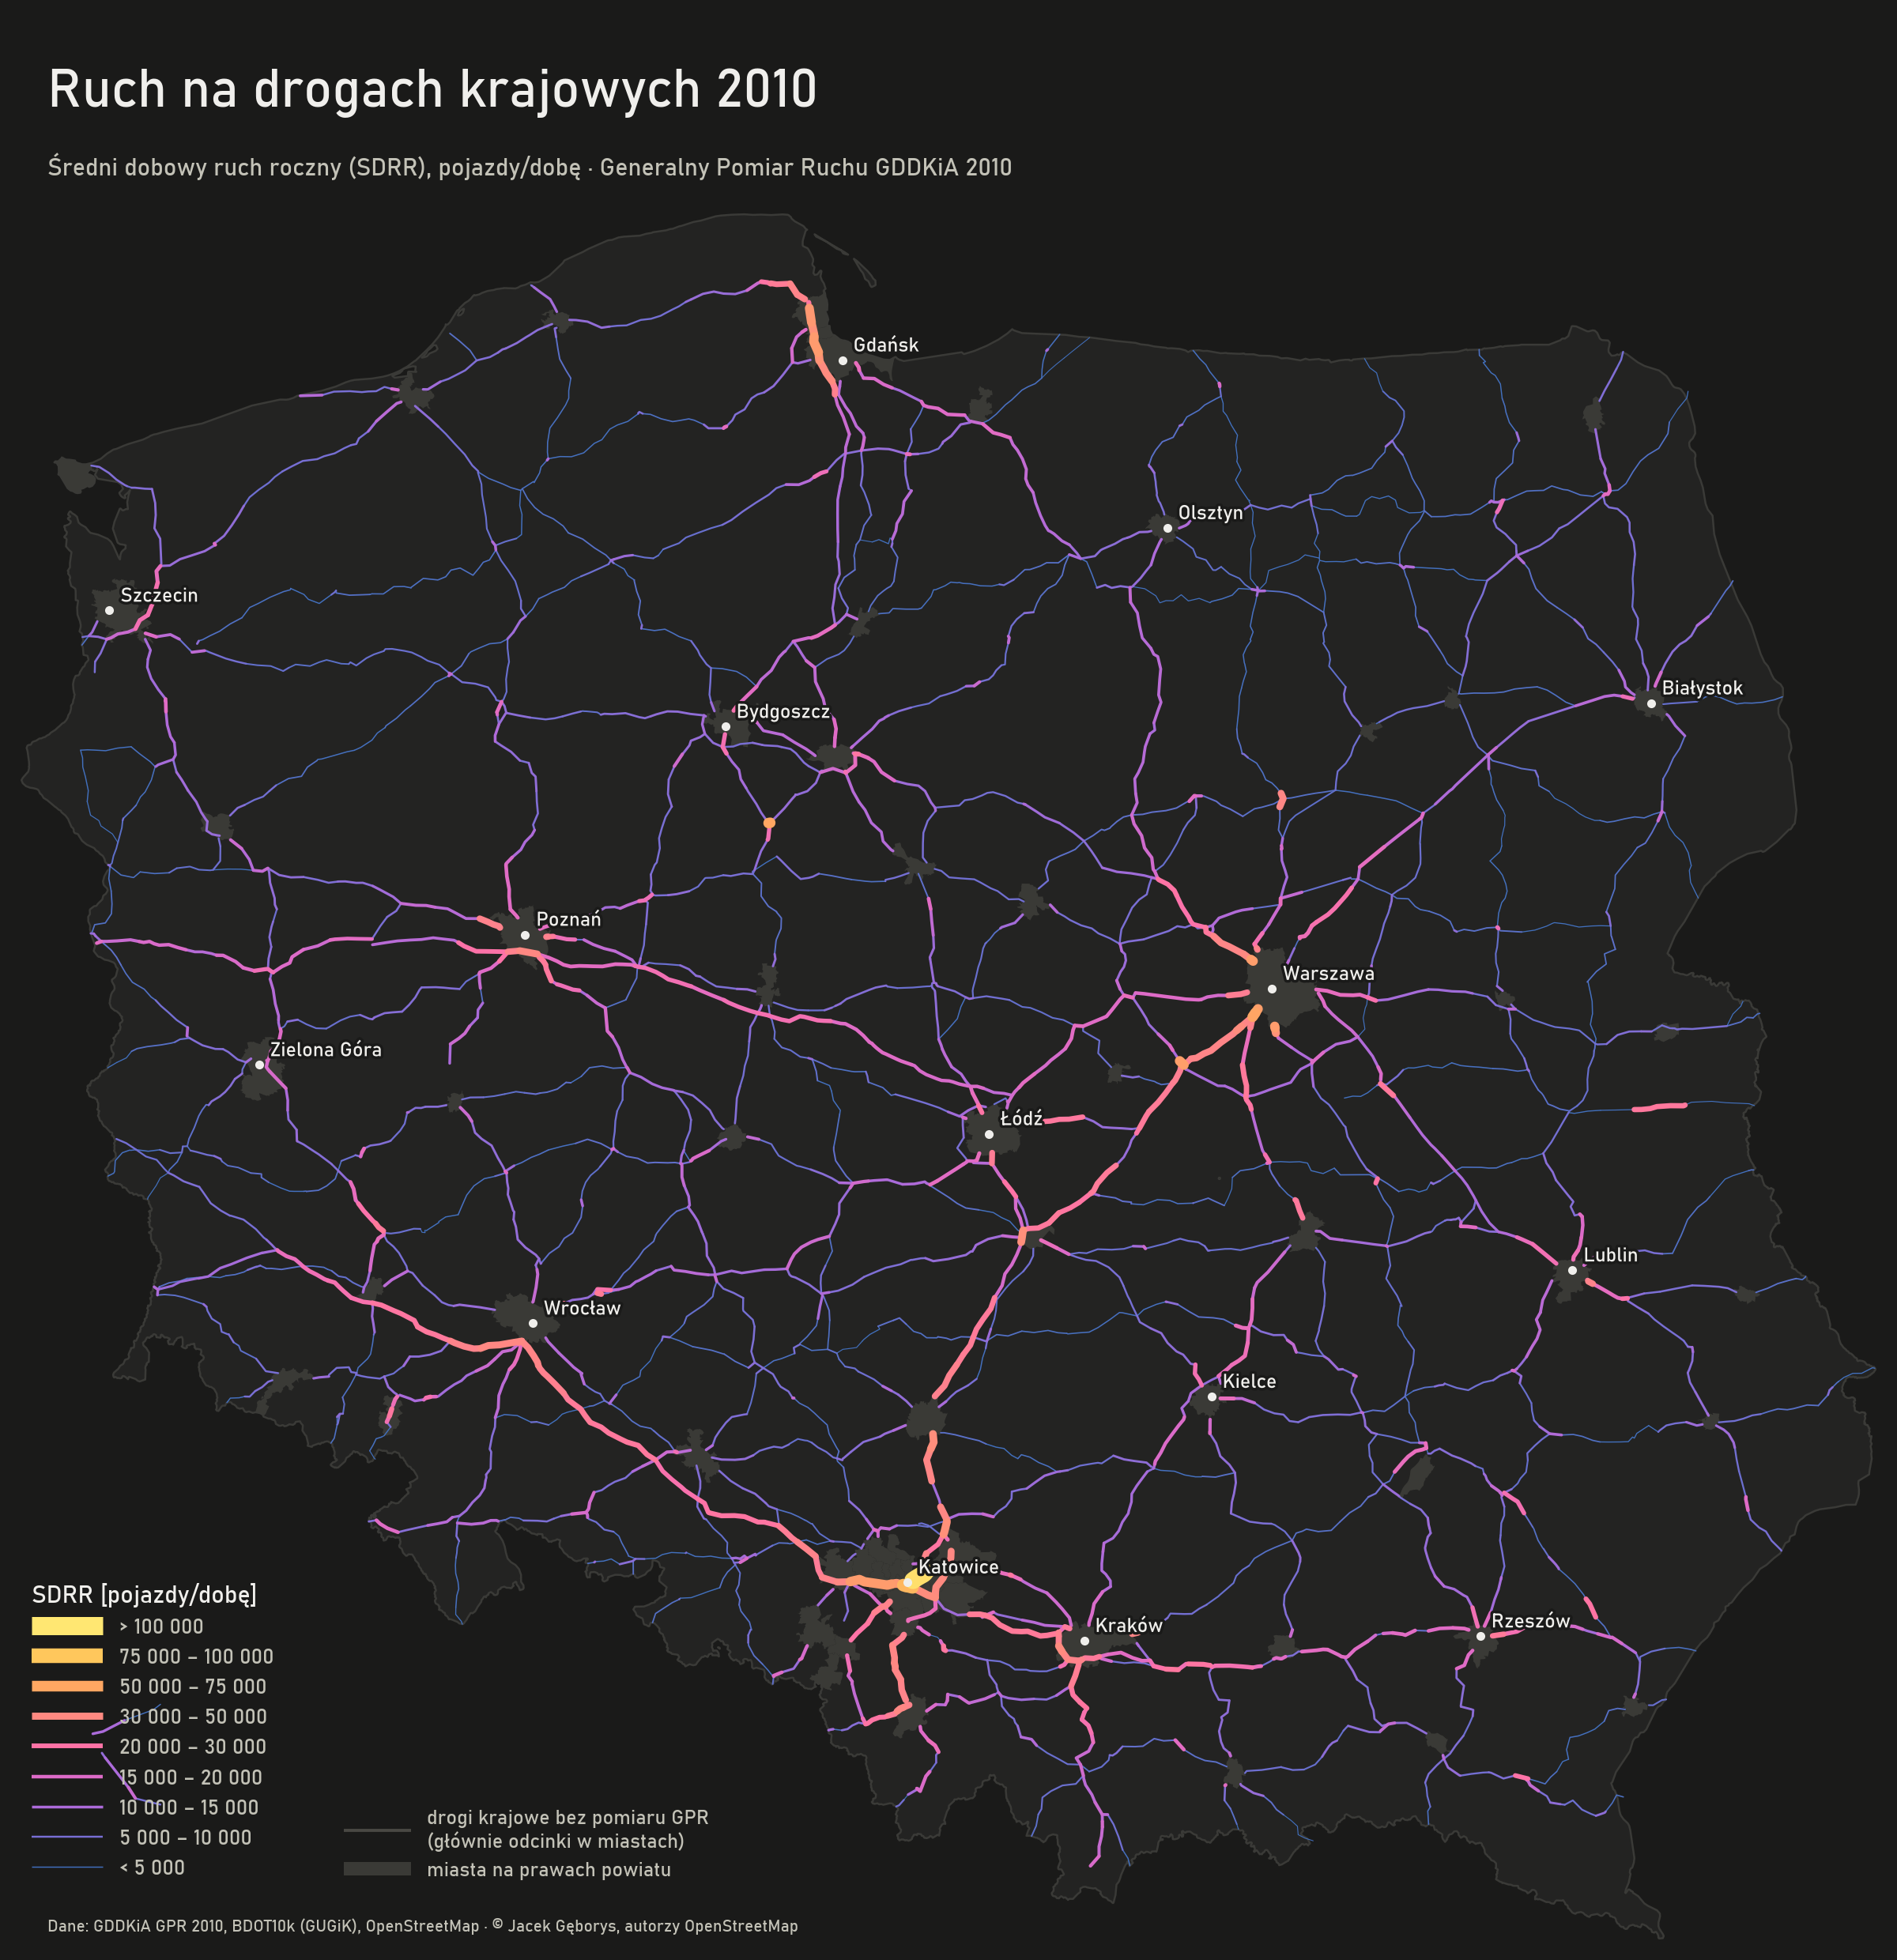 Ruch na drogach krajowych 2010
Średni dobowy ruch roczny (SDRR), pojazdy/dobę · Generalny Pomiar Ruchu GDDKiA 2010
Gdańsk
Olsztyn
Szczecin
Białystok
Bydgoszcz
Poznań
Warszawa
Zielona Góra
Łódź
Lublin
Wrocław
Kielce
Katowice
Kraków
Rzeszów
SDRR [pojazdy/dobę]
> 100 000
75 000 – 100 000
50 000 – 75 000
30 000 – 50 000
20 000 – 30 000
15 000 – 20 000
10 000 – 15 000
5 000 – 10 000
< 5 000
drogi krajowe bez pomiaru GPR
(głównie odcinki w miastach)
miasta na prawach powiatu
Dane: GDDKiA GPR 2010, BDOT10k (GUGiK), OpenStreetMap · © Jacek Gęborys, autorzy OpenStreetMap